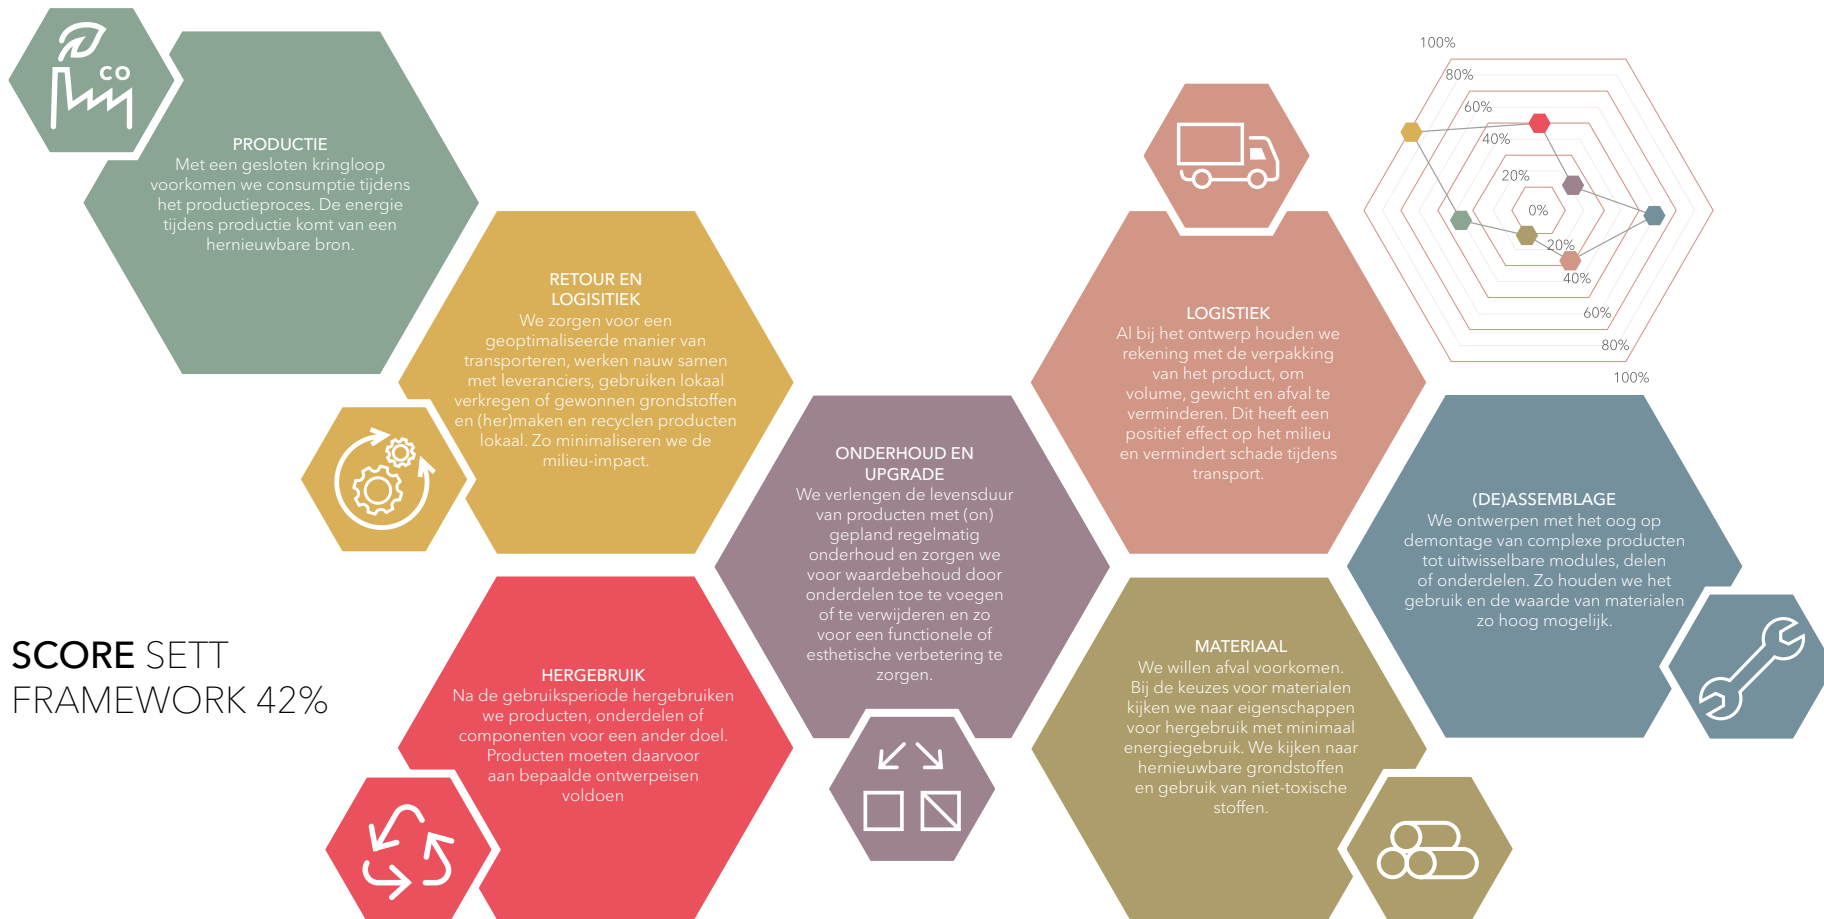 CO
PRODUCTIE
Met een gesloten kringloop
voorkomen we consumptie tijdens
het productieproces. De energie
tijdens productie komt van een
hernieuwbare bron.
RETOUR EN
LOGISITIEK
We zorgen voor een
geoptimaliseerde manier van
transporteren, werken nauw samen
met leveranciers, gebruiken lokaal
verkregen of gewonnen grondstoffen
en (her)maken en recyclen producten
lokaal. Zo minimaliseren we de
milieu-impact.
ONDERHOUD EN
UPGRADE
We verlengen de levensduur
van producten met (on)
gepland regelmatig
onderhoud en zorgen we
voor waardebehoud door
onderdelen toe te voegen
of te verwijderen en zo
voor een functionele of
esthetische verbetering te
zorgen.
LOGISTIEK
Al bij het ontwerp houden we
rekening met de verpakking
van het product, om
volume, gewicht en afval te
verminderen. Dit heeft een
positief effect op het milieu
en vermindert schade tijdens
transport.
100%
80%
60%
40%
20%
0%
20%
40%
60%
80%
100%
(DE)ASSEMBLAGE
We ontwerpen met het oog op
demontage van complexe producten
tot uitwisselbare modules, delen
of onderdelen. Zo houden we het
gebruik en de waarde van materialen
zo hoog mogelijk.
SCORE SETT
FRAMEWORK 42%
HERGEBRUIK
Na de gebruiksperiode hergebruiken
we producten, onderdelen of
componenten voor een ander doel.
Producten moeten daarvoor
aan bepaalde ontwerpeisen
voldoen
MATERIAAL
We willen afval voorkomen.
Bij de keuzes voor materialen
kijken we naar eigenschappen
voor hergebruik met minimaal
energiegebruik. We kijken naar
hernieuwbare grondstoffen
en gebruik van niet-toxische
stoffen.